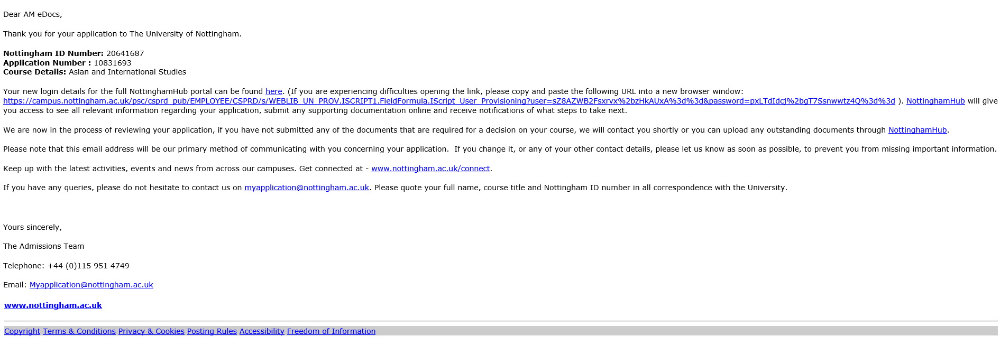 Dear AM eDocs,
Thank you for your application to The University of Nottingham.
Nottingham ID Number: 20641687
Application Number : 10831693
Course Details: Asian and International Studies
Your new login details for the full NottinghamHub portal can be found here. (If you are experiencing difficulties opening the link, please copy and paste the following URL into a new browser window:
https://campus.nottingham.ac.uk/psc/csprd_pub/EMPLOYEE/CSPRD/s/WEBLIB_UN_PROV.ISCRIPT1.FieldFormula.IScript_User_Provisioning?user=sZ8AZWB2Fsxrvx%2bzHkAUxA%3d%3d&password=pxLTdIdcj%2bgT7Ssnwwtz4Q%3d%3d ). NottinghamHub will give
you access to see all relevant information regarding your application, submit any supporting documentation online and receive notifications of what steps to take next.
We are now in the process of reviewing your application, if you have not submitted any of the documents that are required for a decision on your course, we will contact you shortly or you can upload any outstanding documents through NottinghamHub.
Please note that this email address will be our primary method of communicating with you concerning your application.  If you change it, or any of your other contact details, please let us know as soon as possible, to prevent you from missing important information.
Keep up with the latest activities, events and news from across our campuses. Get connected at - www.nottingham.ac.uk/connect.
If you have any queries, please do not hesitate to contact us on myapplication@nottingham.ac.uk. Please quote your full name, course title and Nottingham ID number in all correspondence with the University.
Yours sincerely,
The Admissions Team
Telephone: +44 (0)115 951 4749
Email: Myapplication@nottingham.ac.uk
www.nottingham.ac.uk
Copyright Terms & Conditions Privacy & Cookies Posting Rules Accessibility Freedom of Information